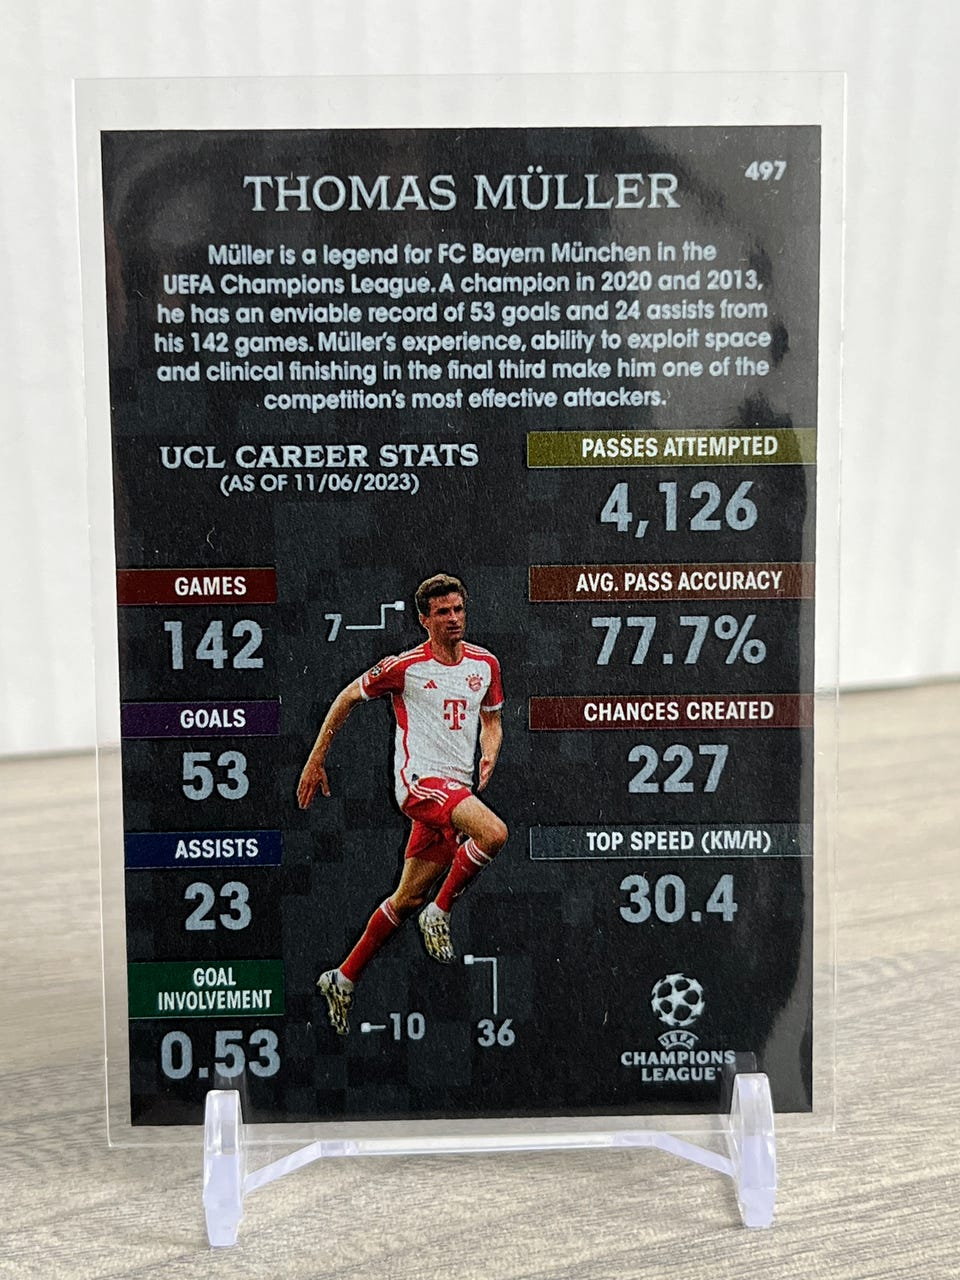 497
THOMAS MÜLLER
Müller is a legend for FC Bayern München in the
UEFA Champions League. A champion in 2020 and 2013,
he has an enviable record of 53 goals and 24 assists from
his 142 games. Müller's experience, ability to exploit space
and clinical finishing in the final third make him one of the
competition's most effective attackers.
UCL CAREER STATS
(AS OF 11/06/2023)
PASSES ATTEMPTED
4,126
GAMES
142
AVG. PASS ACCURACY
77.7%
7
T
GOALS
53
CHANCES CREATED
227
ASSISTS
23
TOP SPEED (KM/H)
30.4
GOAL
INVOLVEMENT
0.53
10
36
UEFA
CHAMPIONS
LEAGUE